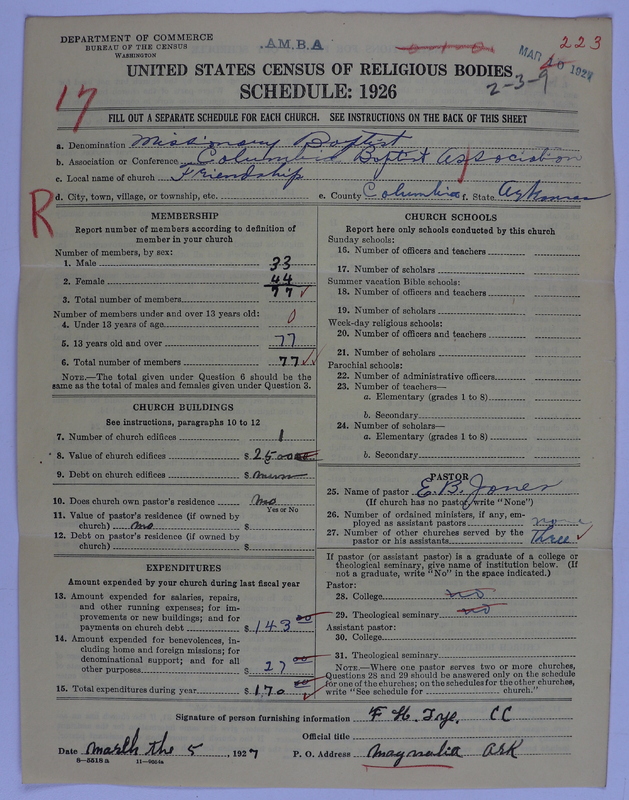 DEPARTMENT OF COMMERCE
BUREAU OF THE CENSUS
WASHINGTON
A.M.B.A
0-1-0
MAR 10 1927
223
2-3-9
17
R
UNITED STATES CENSUS OF RELIGIOUS BODIES
SCHEDULE: 1926
FILL OUT A SEPARATE SCHEDULE FOR EACH CHURCH. SEE INSTRUCTIONS ON THE BACK OF THIS SHEET
a. Denomination Missionary Baptist
b. Association or Conference Columbia Baptist Association
c. Local name of church Friendship
d. City, town, village, or township, etc. e. County Columbia f. State Arkansas
MEMBERSHIP
Report number of members according to definition of
member in your church
Number of members, by sex:
1. Male 33
2. Female 44
3. Total number of members 77
Number of members under and over 13 years old:
4. Under 13 years of age 0
5. 13 years old and over 77
6. Total number of members 77
NOTE.—The total given under Question 6 should be the
same as the total of males and females given under Question 3.
CHURCH BUILDINGS
See instructions, paragraphs 10 to 12
7. Number of church edifices 1
8. Value of church edifices $ 2500
9. Debt on church edifices $
10. Does church own pastor's residence no
Yes or No
11. Value of pastor's residence (if owned by
church) no $
12. Debt on pastor's residence (if owned by
church) $
EXPENDITURES
Amount expended by your church during last fiscal year
13. Amount expended for salaries, repairs,
and other running expenses; for im-
provements or new buildings; and for
payments on church debt $ 143 00
14. Amount expended for benevolences, in-
cluding home and foreign missions; for
denominational support; and for all
other purposes $ 27 00
15. Total expenditures during year $ 170 00
CHURCH SCHOOLS
Report here only schools conducted by this church
Sunday schools:
16. Number of officers and teachers
17. Number of scholars
Summer vacation Bible schools:
18. Number of officers and teachers
19. Number of scholars
Week-day religious schools:
20. Number of officers and teachers
21. Number of scholars
Parochial schools:
22. Number of administrative officers
23. Number of teachers—
a. Elementary (grades 1 to 8)
b. Secondary
24. Number of scholars—
a. Elementary (grades 1 to 8)
b. Secondary
PASTOR
25. Name of pastor E. B. Jones
(If church has no pastor, write "None")
26. Number of ordained ministers, if any, em-
ployed as assistant pastors none
27. Number of other churches served by the
pastor or his assistants Three
If pastor (or assistant pastor) is a graduate of a college or
theological seminary, give name of institution below. (If
not a graduate, write "No" in the space indicated.)
Pastor:
28. College no
29. Theological seminary no
Assistant pastor:
30. College
31. Theological seminary
NOTE.—Where one pastor serves two or more churches,
Questions 28 and 29 should be answered only on the schedule
for one of the churches; on the schedules for the other churches,
write "See schedule for church."
Signature of person furnishing information F H Frye. CC
Official title
Date March the 5, 1927 P. O. Address Magnolia Ark
8—5518a 11—9054a